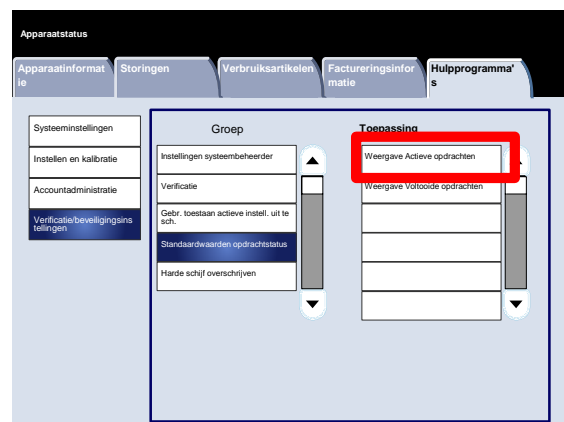 Apparaatstatus
Apparaatinformat
ie
Storingen
Verbruiksartikelen
Factureringsinfor
matie
Hulpprogramma'
s
Systeeminstellingen
Instellen en kalibratie
Accountadministratie
Verificatie/beveiligingsins
tellingen
Groep
Instellingen systeembeheerder
Verificatie
Gebr. toestaan actieve instell. uit te
sch.
Standaardwaarden opdrachtstatus
Harde schijf overschrijven
Toepassing
Weergave Actieve opdrachten
Weergave Voltooide opdrachten